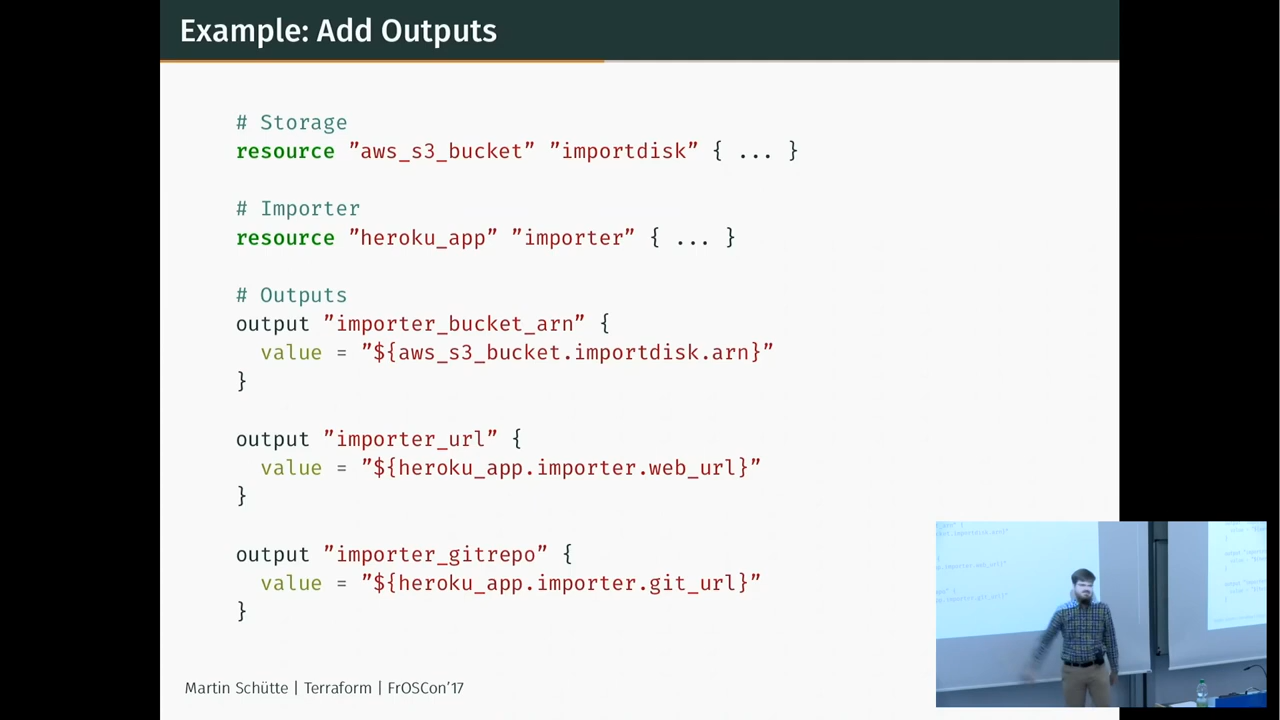 Example: Add Outputs
# Storage
resource ”aws_s3_bucket” ”importdisk” { ... }
# Importer
resource ”heroku_app” ”importer” { ... }
# Outputs
output ”importer_bucket_arn” {
value = ”${aws_s3_bucket.importdisk.arn}”
}
output ”importer_url” {
value = ”${heroku_app.importer.web_url}”
}
output ”importer_gitrepo” {
value = ”${heroku_app.importer.git_url}”
}
Martin Schütte | Terraform | FrOSCon’17